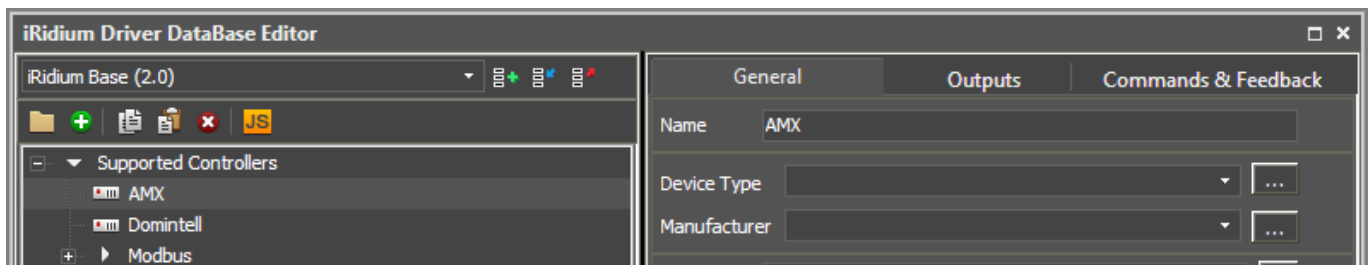 iRidium Driver DataBase Editor
iRidium Base (2.0)
JS
Supported Controllers
AMX
Domintell
Modbus
General Outputs Commands & Feedback
Name AMX
Device Type ...
Manufacturer ...